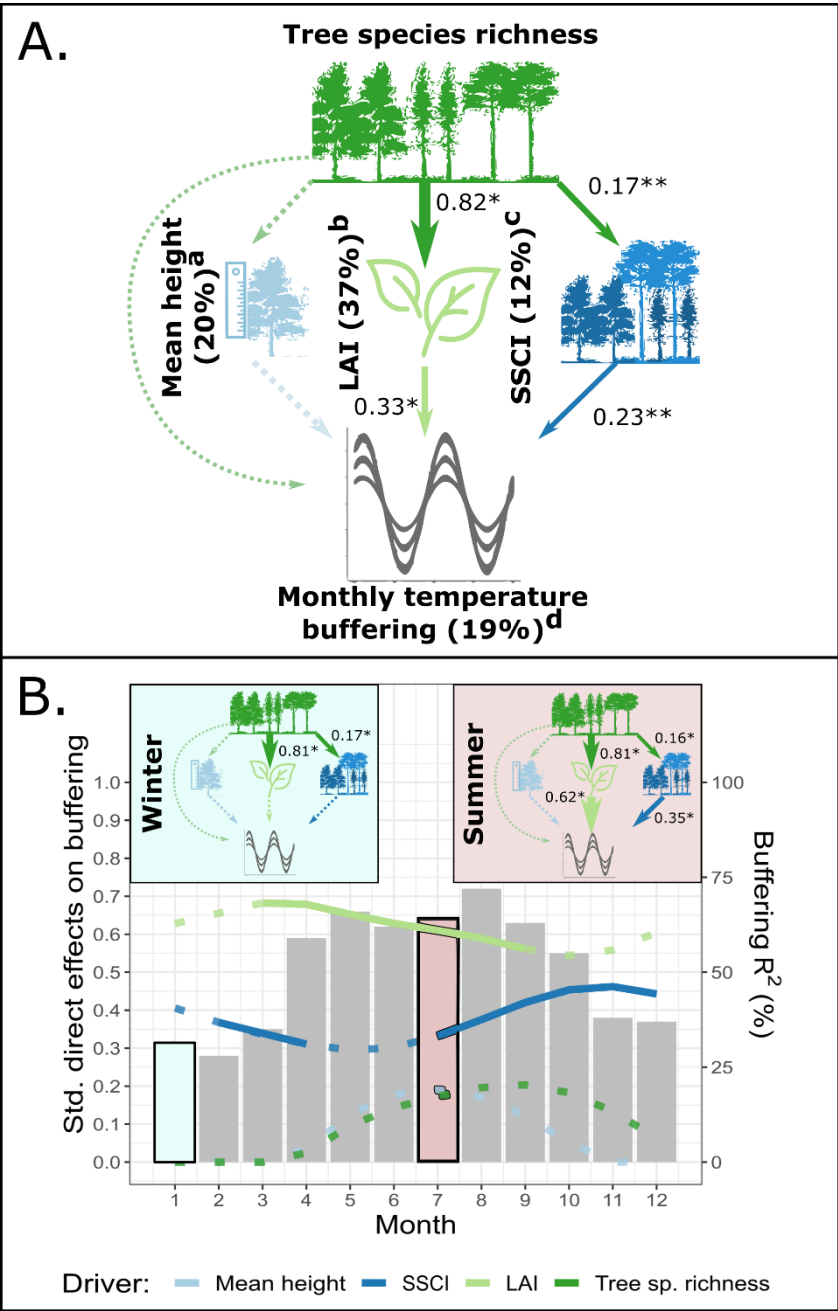 A.
Tree species richness
0.17**
0.82*
Mean height
(20%)a
LAI (37%)b
SSCI (12%)c
0.33*
0.23**
Monthly temperature
buffering (19%)d
B.
Winter
0.17*
0.81*
Summer
0.16*
0.81*
0.62*
0.35*
Std. direct effects on buffering
1.0
0.9
0.8
0.7
0.6
0.5
0.4
0.3
0.2
0.1
0.0
100
75
50
25
0
Buffering R2 (%)
1 2 3 4 5 6 7 8 9 10 11 12
Month
Driver: Mean height SSCI LAI Tree sp. richness